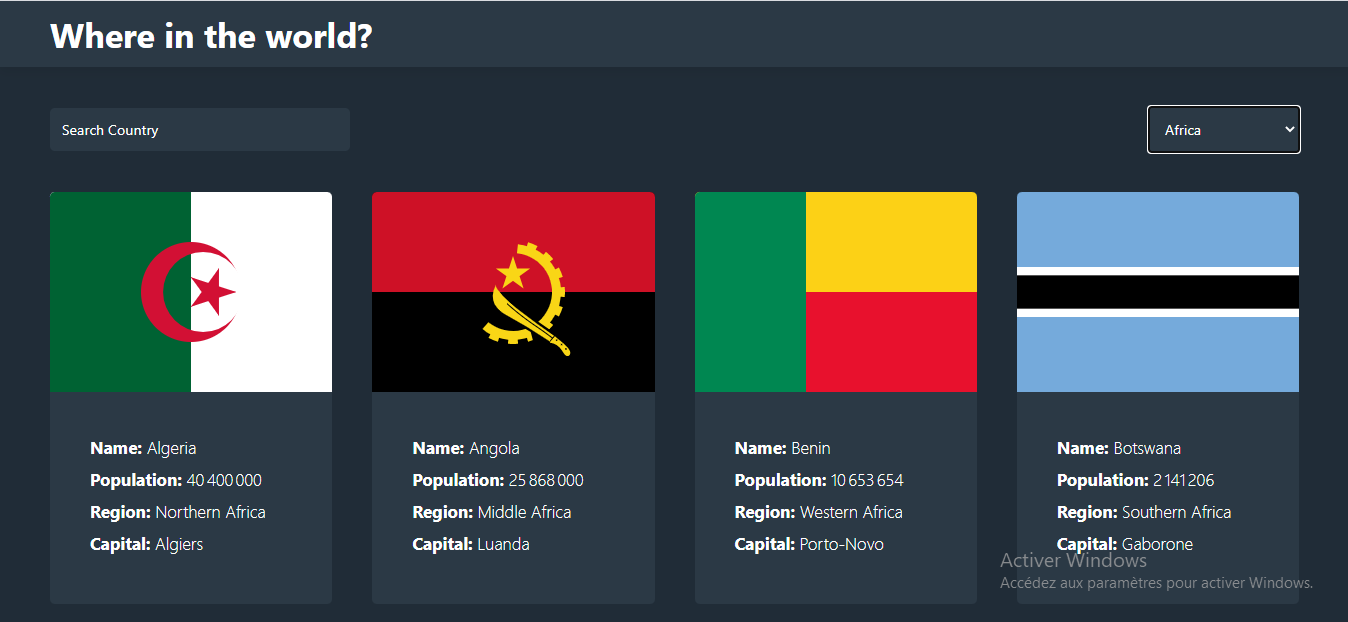 Where in the world?
Search Country
Africa
Name: Algeria
Population: 40 400 000
Region: Northern Africa
Capital: Algiers
Name: Angola
Population: 25 868 000
Region: Middle Africa
Capital: Luanda
Name: Benin
Population: 10 653 654
Region: Western Africa
Capital: Porto-Novo
Name: Botswana
Population: 2 141 206
Region: Southern Africa
Capital: Gaborone
Activer Windows
Accédez aux paramètres pour activer Windows.